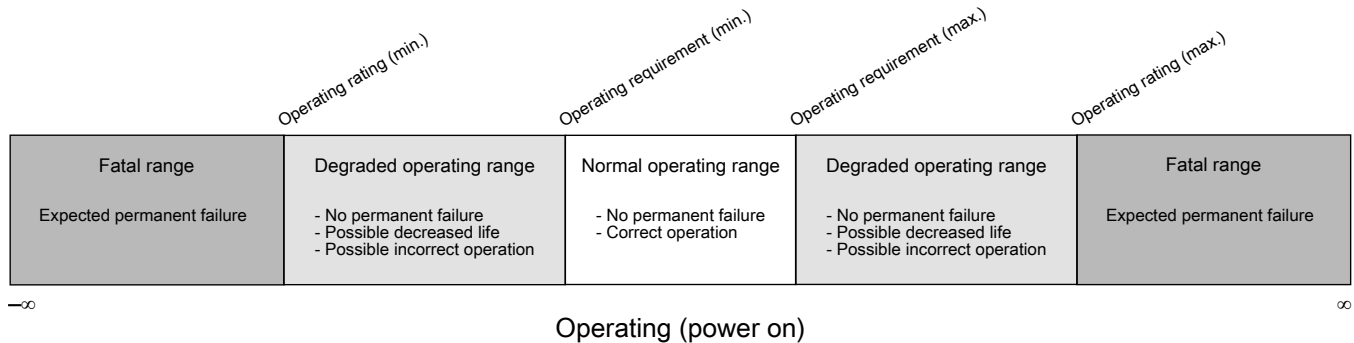 Operating rating (min.)
Operating requirement (min.)
Operating requirement (max.)
Operating rating (max.)
Fatal range
Expected permanent failure
Degraded operating range
- No permanent failure
- Possible decreased life
- Possible incorrect operation
Normal operating range
- No permanent failure
- Correct operation
Degraded operating range
- No permanent failure
- Possible decreased life
- Possible incorrect operation
Fatal range
Expected permanent failure
–∞
∞
Operating (power on)